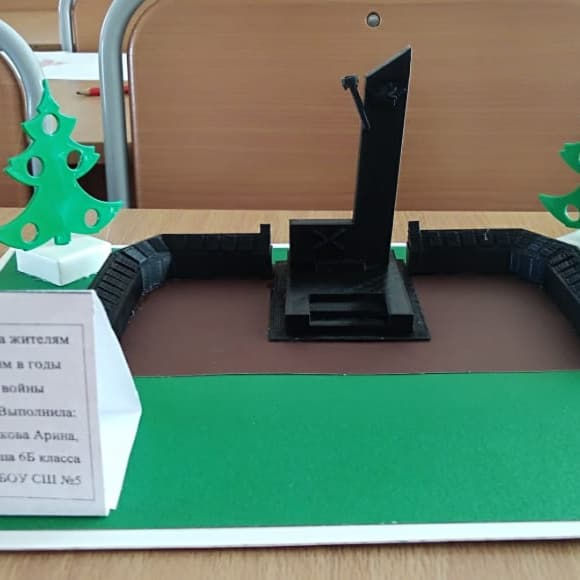 а жителям
м в годы
войны
Выполнила:
кова Арина,
ца 6Б класса
БОУ СШ №5